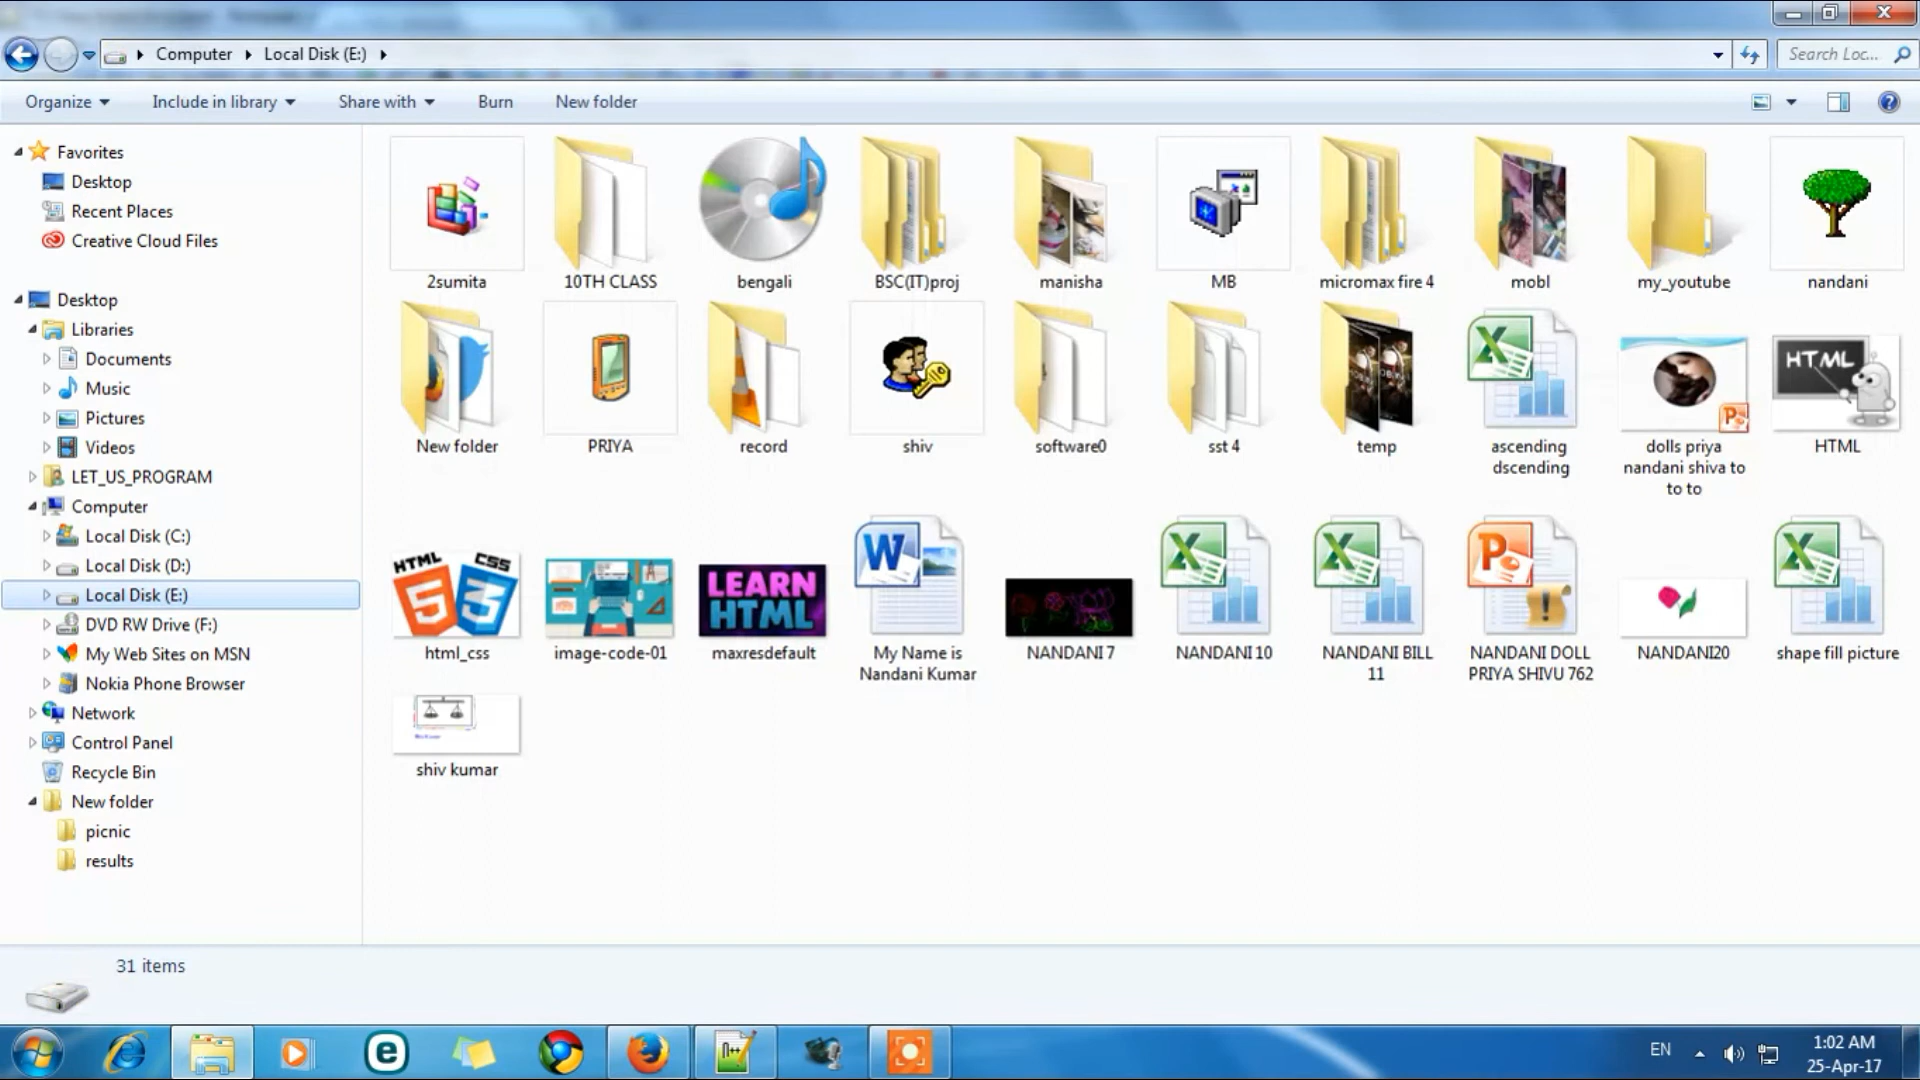 Computer
Local Disk (E:)
Search Loc...
Organize
Include in library
Share with
Burn
New folder
Favorites
Desktop
Recent Places
Creative Cloud Files
Desktop
Libraries
Documents
Music
Pictures
Videos
LET_US_PROGRAM
Computer
Local Disk (C:)
Local Disk (D:)
Local Disk (E:)
DVD RW Drive (F:)
My Web Sites on MSN
Nokia Phone Browser
Network
Control Panel
Recycle Bin
New folder
picnic
results
2sumita
10TH CLASS
bengali
BSC(IT)proj
manisha
MB
micromax fire 4
mobl
my_youtube
nandani
HTML
New folder
PRIYA
record
shiv
software0
sst 4
temp
ascending
dscending
dolls priya
nandani shiva to
to to
HTML
HTML CSS
5 3
LEARN
HTML
html_css
image-code-01
maxresdefault
My Name is
Nandani Kumar
NANDANI 7
NANDANI 10
NANDANI BILL
11
NANDANI DOLL
PRIYA SHIVU 762
NANDANI20
shape fill picture
shiv kumar
31 items
EN
1:02 AM
25-Apr-17